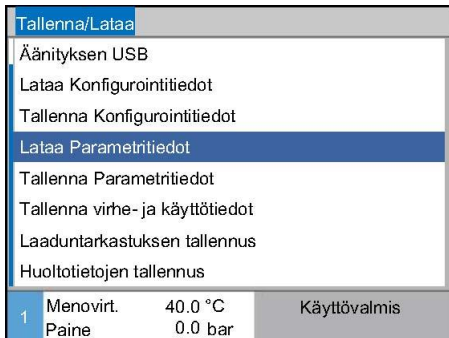 Tallenna/Lataa
Äänityksen USB
Lataa Konfigurointitiedot
Tallenna Konfigurointitiedot
Lataa Parametritiedot
Tallenna Parametritiedot
Tallenna virhe- ja käyttötiedot
Laaduntarkastuksen tallennus
Huoltotietojen tallennus
1 Menovirt. 40.0 °C Käyttövalmis
Paine 0.0 bar